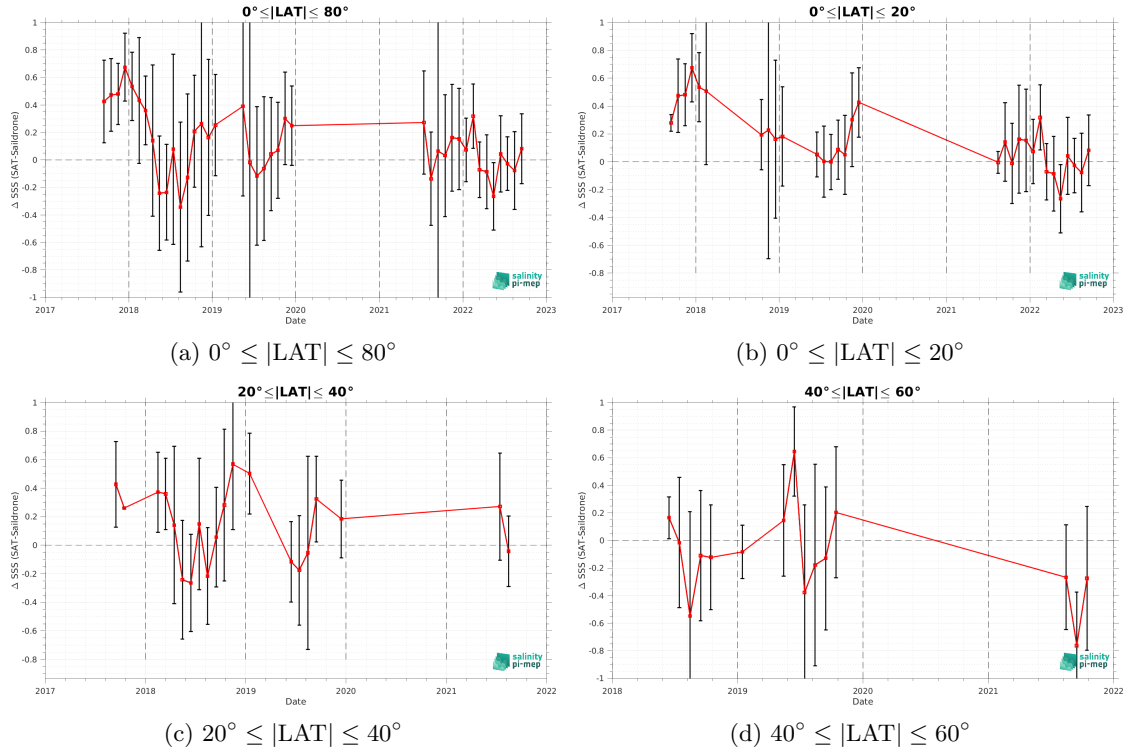 0°≤|LAT|≤ 80°
1
0.8
0.6
0.4
0.2
0
-0.2
-0.4
-0.6
-0.8
-1
Δ SSS (SAT-Saildrone)
2017
2018
2019
2020
2021
2022
2023
Date
salinity
pi-mep
(a) 0° ≤ |LAT| ≤ 80°
0°≤|LAT|≤ 20°
1
0.8
0.6
0.4
0.2
0
-0.2
-0.4
-0.6
-0.8
Δ SSS (SAT-Saildrone)
2017
2018
2019
2020
2021
2022
2023
Date
salinity
pi-mep
(b) 0° ≤ |LAT| ≤ 20°
20°≤|LAT|≤ 40°
1
0.8
0.6
0.4
0.2
0
-0.2
-0.4
-0.6
-0.8
Δ SSS (SAT-Saildrone)
2017
2018
2019
2020
2021
2022
Date
salinity
pi-mep
(c) 20° ≤ |LAT| ≤ 40°
40°≤|LAT|≤ 60°
1
0.8
0.6
0.4
0.2
0
-0.2
-0.4
-0.6
-0.8
-1
Δ SSS (SAT-Saildrone)
2018
2019
2020
2021
2022
Date
salinity
pi-mep
(d) 40° ≤ |LAT| ≤ 60°